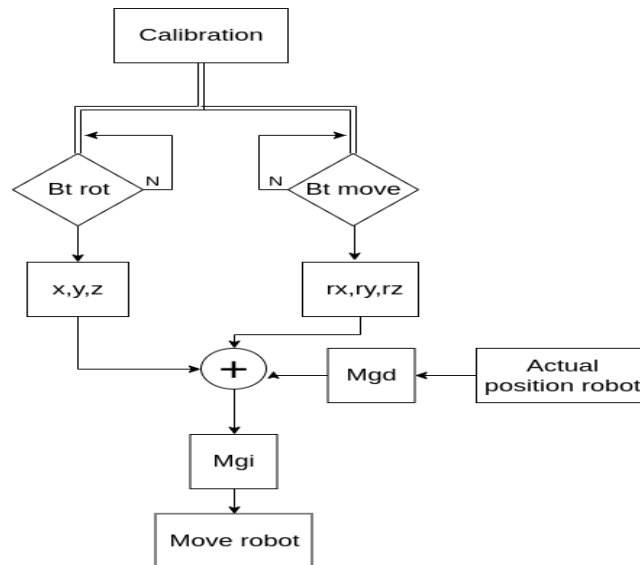 Calibration
Bt rot
N
N
Bt move
x,y,z
rx,ry,rz
+
Mgd
Actual
position robot
Mgi
Move robot